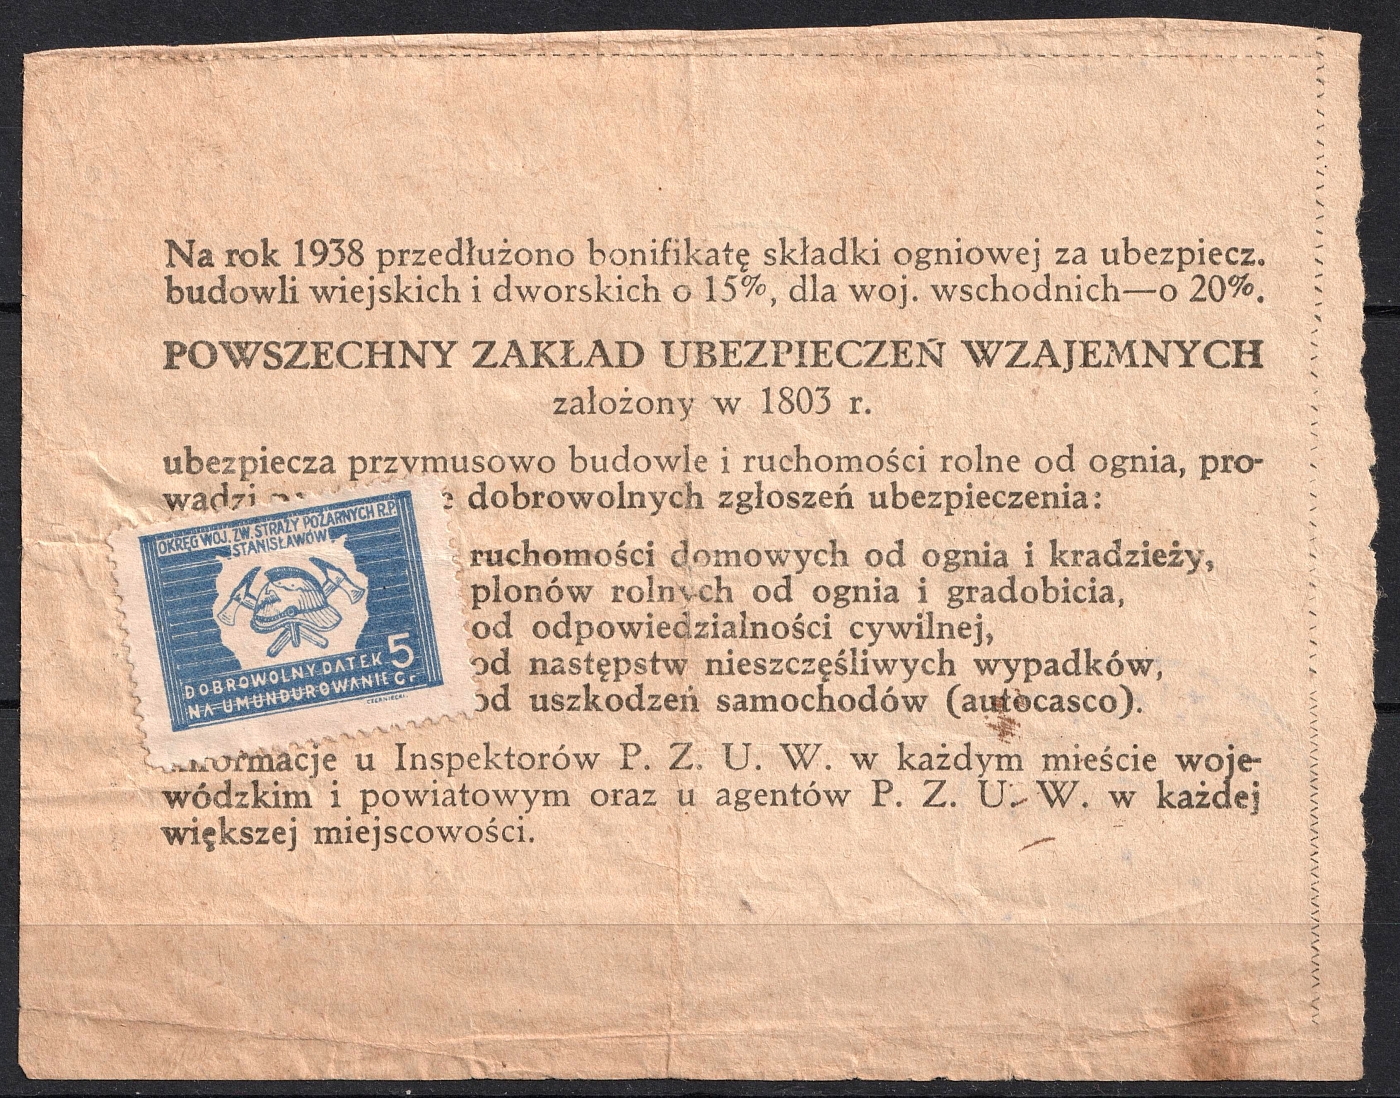 Na rok 1938 przedłużono bonifikatę składki ogniowej za ubezpiecz.
budowli wiejskich i dworskich o 15%, dla woj. wschodnich—o 20%.
POWSZECHNY ZAKŁAD UBEZPIECZEŃ WZAJEMNYCH
założony w 1803 r.
ubezpiecza przymusowo budowle i ruchomości rolne od ognia, pro-
wadzi dobrowolnych zgłoszeń ubezpieczenia:
OKRĘG WOJ. ZW. STRAŻY POŻARNYCH R.P.
STANISŁAWÓW
5
DOBROWOLNY DATEK
NA UMUNDUROWANIE Gr
CZERNIECKI
ruchomości domowych od ognia i kradzieży,
plonów rolnych od ognia i gradobicia,
od odpowiedzialności cywilnej,
od następstw nieszczęśliwych wypadków,
od uszkodzeń samochodów (autocasco).
Informacje u Inspektorów P. Z. U. W. w każdym mieście woje-
wódzkim i powiatowym oraz u agentów P. Z. U. W. w każdej
większej miejscowości.